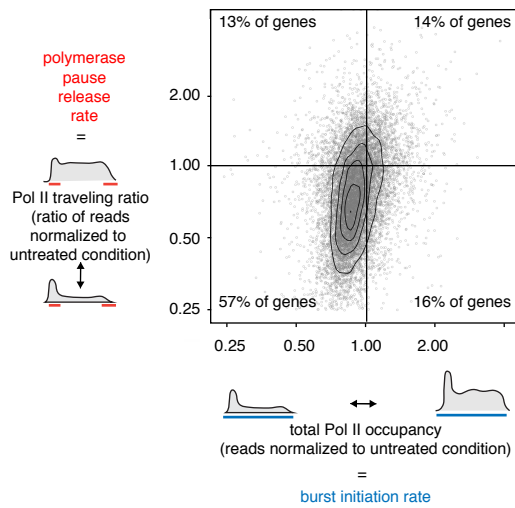 13% of genes
14% of genes
polymerase
pause
release
rate
=
Pol II traveling ratio
(ratio of reads
normalized to
untreated condition)
2.00
1.00
0.50
0.25
57% of genes
16% of genes
0.25 0.50 1.00 2.00
total Pol II occupancy
(reads normalized to untreated condition)
=
burst initiation rate